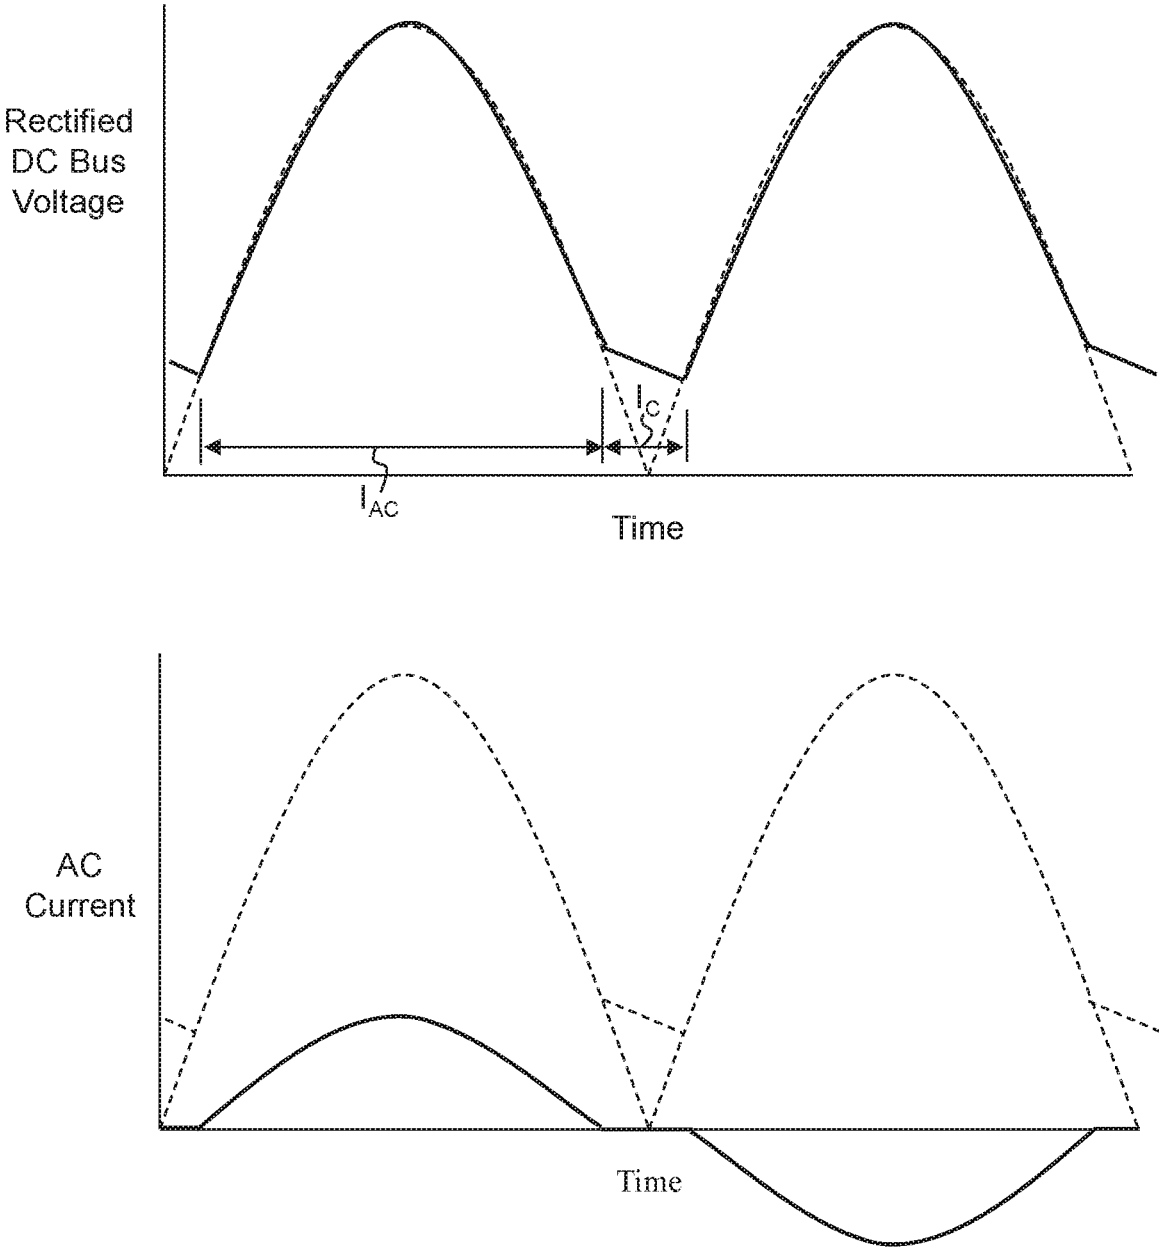 Rectified
DC Bus
Voltage
I_C
I_AC
Time
AC
Current
Time